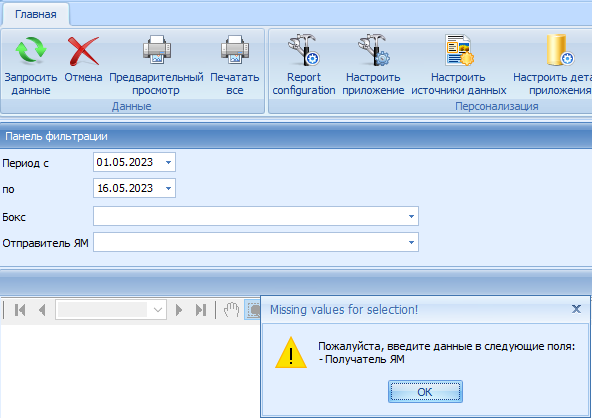 Главная
Запросить данные
Отмена
Предварительный просмотр
Печатать все
Report configuration
Настроить приложение
Настроить источники данных
Настроить дета приложения
Данные
Персонализация
Панель фильтрации
Период с 01.05.2023
по 16.05.2023
Бокс
Отправитель ЯМ
Missing values for selection!
Пожалуйста, введите данные в следующие поля:
- Получатель ЯМ
OK